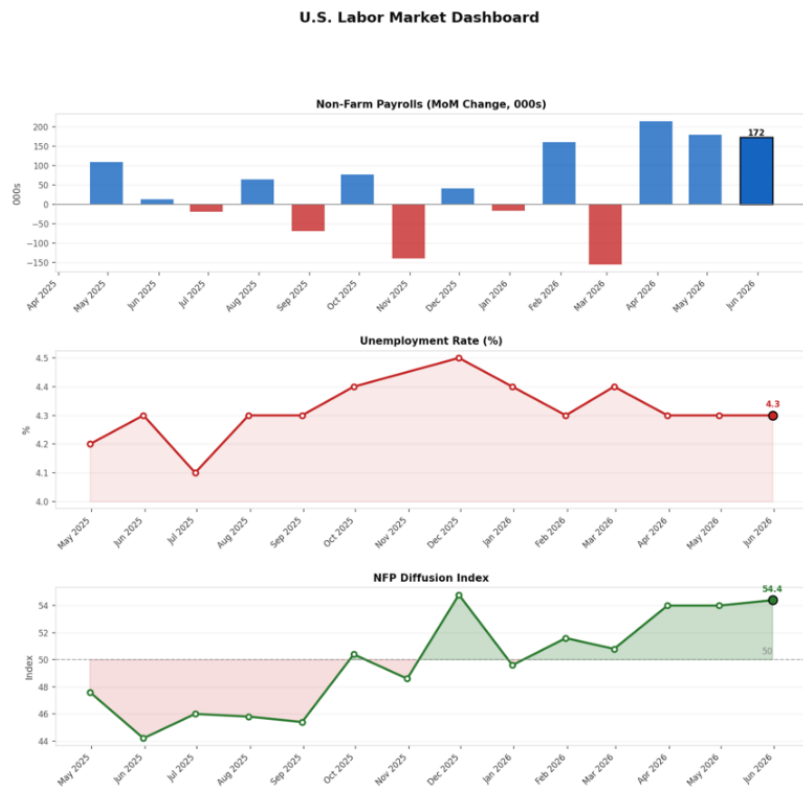 U.S. Labor Market Dashboard
Non-Farm Payrolls (MoM Change, 000s)
200
150
100
50
0
−50
−100
−150
000s
172
Apr 2025
May 2025
Jun 2025
Jul 2025
Aug 2025
Sep 2025
Oct 2025
Nov 2025
Dec 2025
Jan 2026
Feb 2026
Mar 2026
Apr 2026
May 2026
Jun 2026
Unemployment Rate (%)
4.5
4.4
4.3
4.2
4.1
4.0
%
4.3
May 2025
Jun 2025
Jul 2025
Aug 2025
Sep 2025
Oct 2025
Nov 2025
Dec 2025
Jan 2026
Feb 2026
Mar 2026
Apr 2026
May 2026
Jun 2026
NFP Diffusion Index
54
52
50
48
46
44
Index
54.4
50
May 2025
Jun 2025
Jul 2025
Aug 2025
Sep 2025
Oct 2025
Nov 2025
Dec 2025
Jan 2026
Feb 2026
Mar 2026
Apr 2026
May 2026
Jun 2026